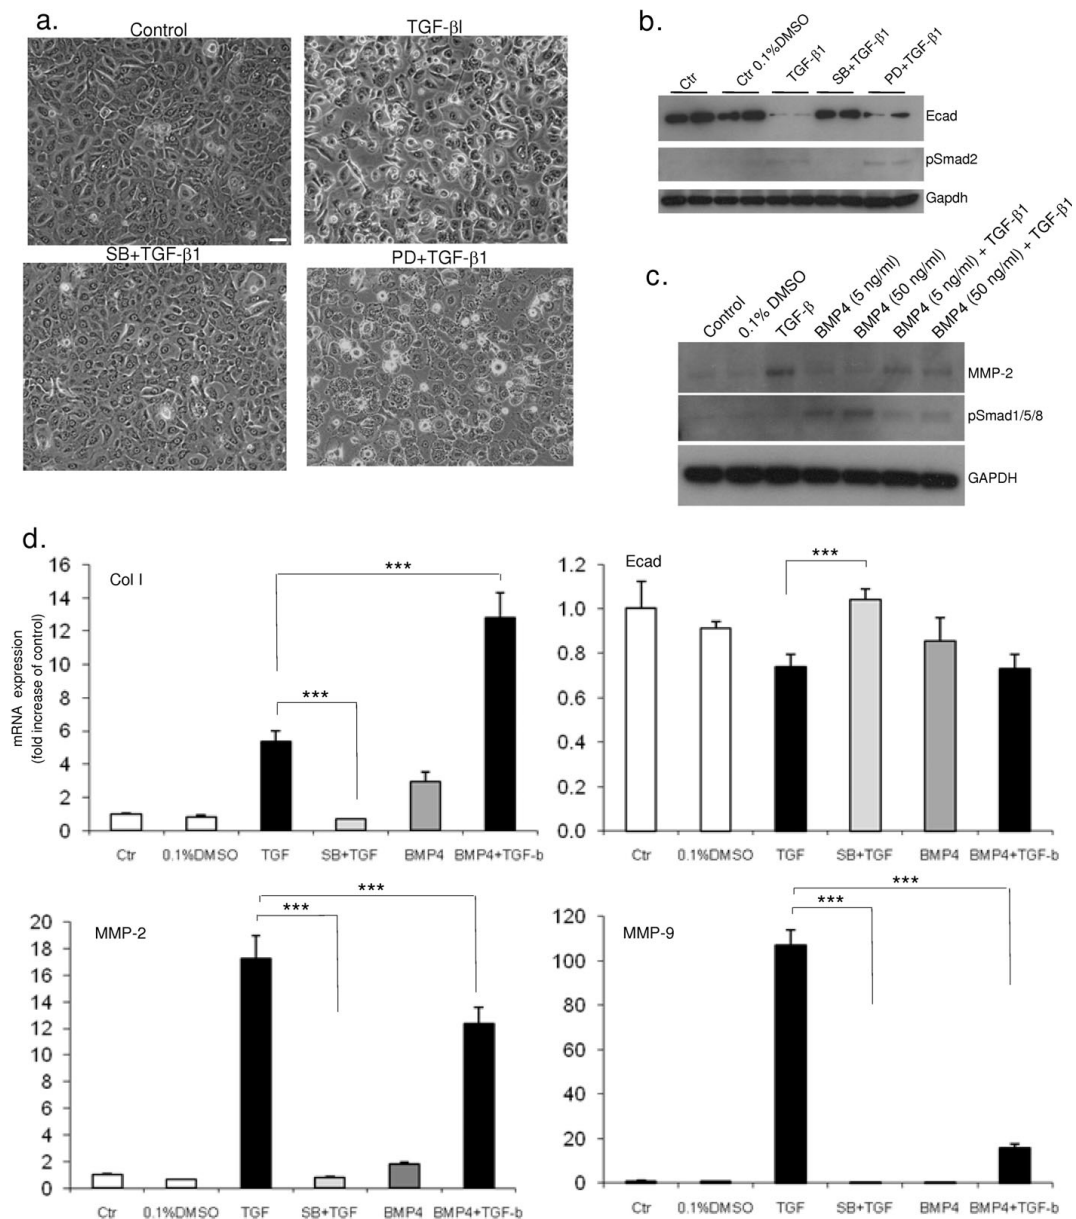 a.
Control
TGF-βI
SB+TGF-β1
PD+TGF-β1
b.
Ctr
Ctr 0.1%DMSO
TGF-β1
SB+TGF-β1
PD+TGF-β1
Ecad
pSmad2
Gapdh
c.
Control
0.1% DMSO
TGF-β
BMP4 (5 ng/ml)
BMP4 (50 ng/ml)
BMP4 (5 ng/ml) + TGF-β1
BMP4 (50 ng/ml) + TGF-β1
MMP-2
pSmad1/5/8
GAPDH
d.
mRNA expression
(fold increase of control)
Col I
16
14
12
10
8
6
4
2
0
***
***
Ctr 0.1%DMSO TGF SB+TGF BMP4 BMP4+TGF-b
Ecad
1.2
1.0
0.8
0.6
0.4
0.2
0.0
***
Ctr 0.1%DMSO TGF SB+TGF BMP4 BMP4+TGF-b
MMP-2
20
18
16
14
12
10
8
6
4
2
0
***
***
Ctr 0.1%DMSO TGF SB+TGF BMP4 BMP4+TGF-b
MMP-9
120
100
80
60
40
20
0
***
***
Ctr 0.1%DMSO TGF SB+TGF BMP4 BMP4+TGF-b